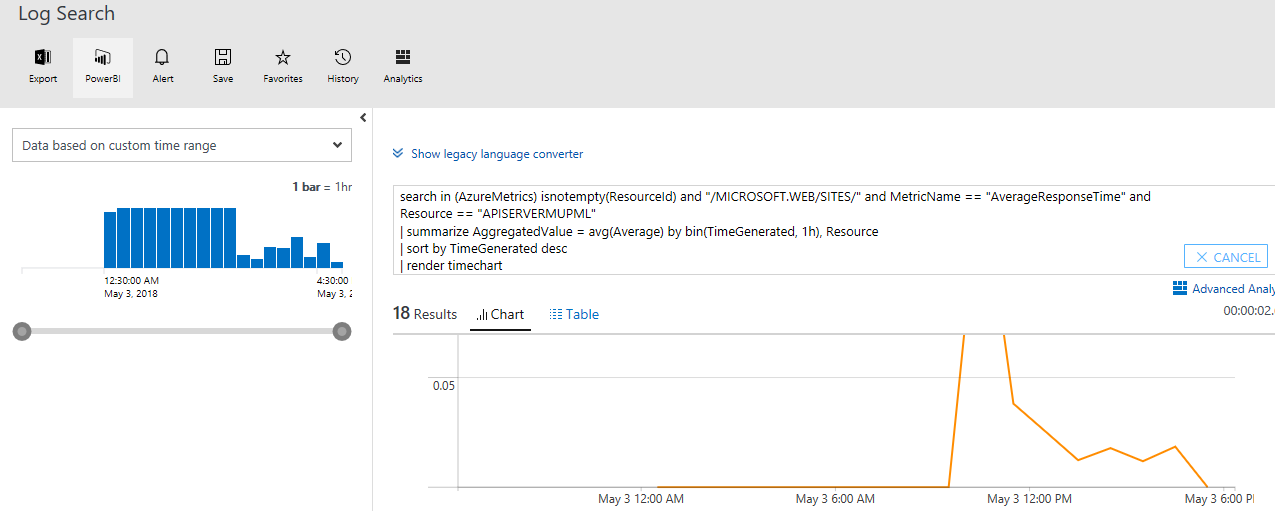 Log Search
Export
PowerBI
Alert
Save
Favorites
History
Analytics
Data based on custom time range
1 bar = 1hr
12:30:00 AM
May 3, 2018
4:30:00
May 3, 2
Show legacy language converter
search in (AzureMetrics) isnotempty(ResourceId) and "/MICROSOFT.WEB/SITES/" and MetricName == "AverageResponseTime" and
Resource == "APISERVERMUPML"
| summarize AggregatedValue = avg(Average) by bin(TimeGenerated, 1h), Resource
| sort by TimeGenerated desc
| render timechart
CANCEL
Advanced Analy
18 Results
Chart
Table
00:00:02.
0.05
May 3 12:00 AM
May 3 6:00 AM
May 3 12:00 PM
May 3 6:00 P